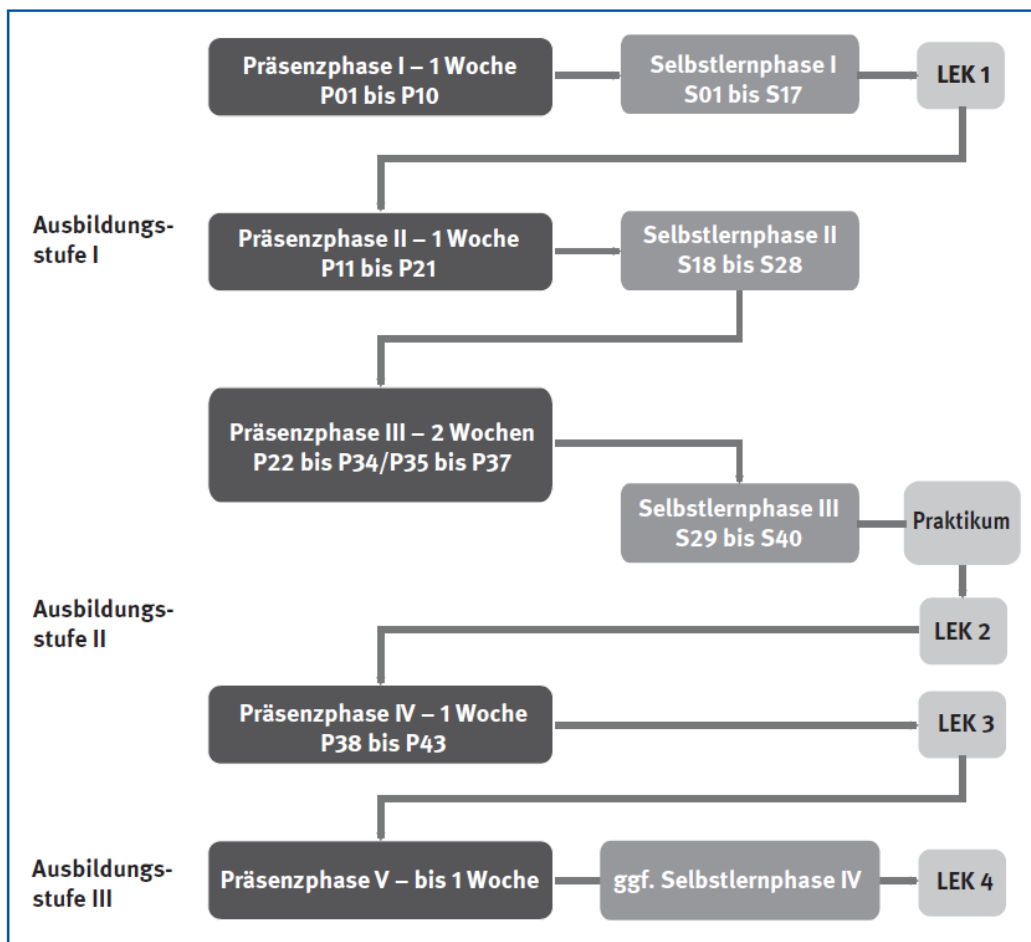 Präsenzphase I – 1 Woche
P01 bis P10
Selbstlernphase I
S01 bis S17
LEK 1
Ausbildungs-
stufe I
Präsenzphase II – 1 Woche
P11 bis P21
Selbstlernphase II
S18 bis S28
Präsenzphase III – 2 Wochen
P22 bis P34/P35 bis P37
Selbstlernphase III
S29 bis S40
Praktikum
Ausbildungs-
stufe II
LEK 2
Präsenzphase IV – 1 Woche
P38 bis P43
LEK 3
Ausbildungs-
stufe III
Präsenzphase V – bis 1 Woche
ggf. Selbstlernphase IV
LEK 4